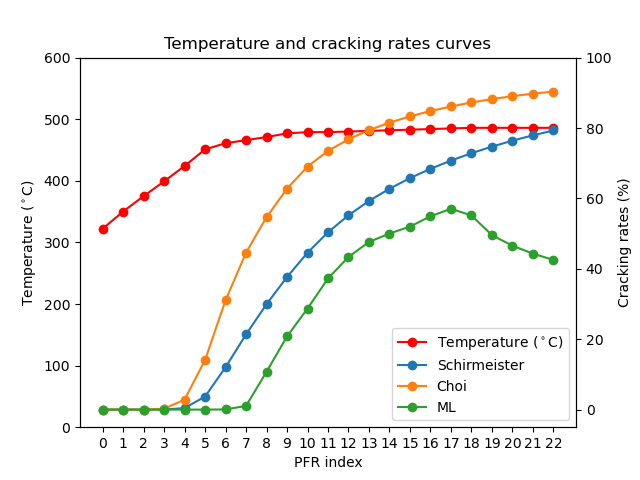 Temperature and cracking rates curves
600
500
400
300
200
100
0
Temperature (°C)
100
80
60
40
20
0
Cracking rates (%)
Temperature (°C)
Schirmeister
Choi
ML
0 1 2 3 4 5 6 7 8 9 10 11 12 13 14 15 16 17 18 19 20 21 22
PFR index